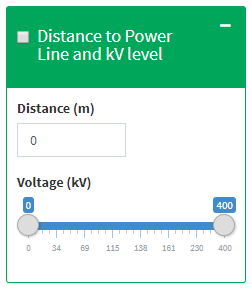 Distance to Power
Line and kV level
Distance (m)
0
Voltage (kV)
0 400
0 34 69 115 138 161 230 400